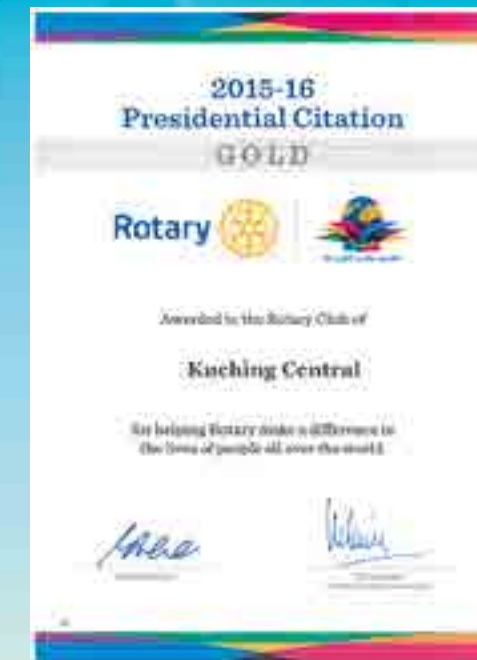 2015-16
Presidential Citation
GOLD
Rotary
Awarded to the Rotary Club of
Kuching Central
for helping Rotary make a difference in
the lives of people all over the world